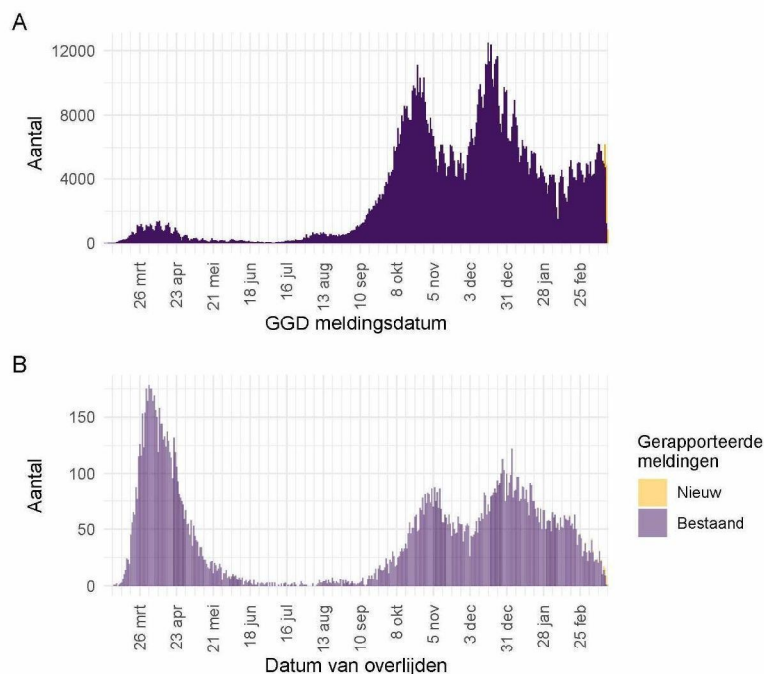 A
Aantal
12000
8000
4000
0
26 mrt
23 apr
21 mei
18 jun
16 jul
13 aug
10 sep
8 okt
5 nov
3 dec
31 dec
28 jan
25 feb
GGD meldingsdatum
B
Aantal
150
100
50
0
26 mrt
23 apr
21 mei
18 jun
16 jul
13 aug
10 sep
8 okt
5 nov
3 dec
31 dec
28 jan
25 feb
Datum van overlijden
Gerapporteerde
meldingen
Nieuw
Bestaand